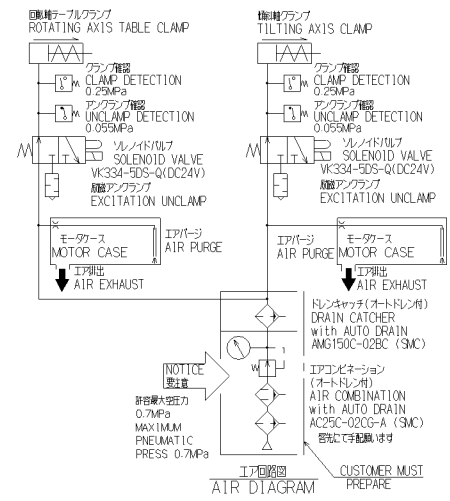 回転軸テーブルクランプ
ROTATING AXIS TABLE CLAMP
クランプ確認
CLAMP DETECTION
0.25MPa
アンクランプ確認
UNCLAMP DETECTION
0.055MPa
ソレノイドバルブ
SOLENOID VALVE
VK334-5DS-Q(DC24V)
励磁アンクランプ
EXCITATION UNCLAMP
モータケース
MOTOR CASE
エアパージ
AIR PURGE
エア排出
AIR EXHAUST
傾斜軸クランプ
TILTING AXIS CLAMP
クランプ確認
CLAMP DETECTION
0.25MPa
アンクランプ確認
UNCLAMP DETECTION
0.055MPa
ソレノイドバルブ
SOLENOID VALVE
VK334-5DS-Q(DC24V)
励磁アンクランプ
EXCITATION UNCLAMP
エアパージ
AIR PURGE
モータケース
MOTOR CASE
エア排出
AIR EXHAUST
ドレンキャッチ(オートドレン付)
DRAIN CATCHER
with AUTO DRAIN
AMG150C-02BC (SMC)
NOTICE
要注意
許容最大空圧力
0.7MPa
MAXIMUM
PNEUMATIC
PRESS 0.7MPa
エアコンビネーション
(オートドレン付)
AIR COMBINATION
with AUTO DRAIN
AC25C-02CG-A (SMC)
客先にて手配願います
CUSTOMER MUST
PREPARE
エア回路図
AIR DIAGRAM